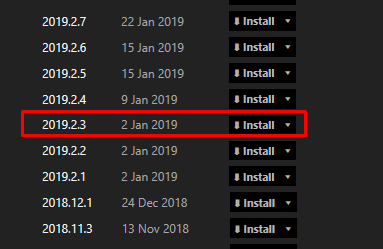 2019.2.7 22 Jan 2019 Install
2019.2.6 15 Jan 2019 Install
2019.2.5 15 Jan 2019 Install
2019.2.4 9 Jan 2019 Install
2019.2.3 2 Jan 2019 Install
2019.2.2 2 Jan 2019 Install
2019.2.1 2 Jan 2019 Install
2018.12.1 24 Dec 2018 Install
2018.11.3 13 Nov 2018 Install